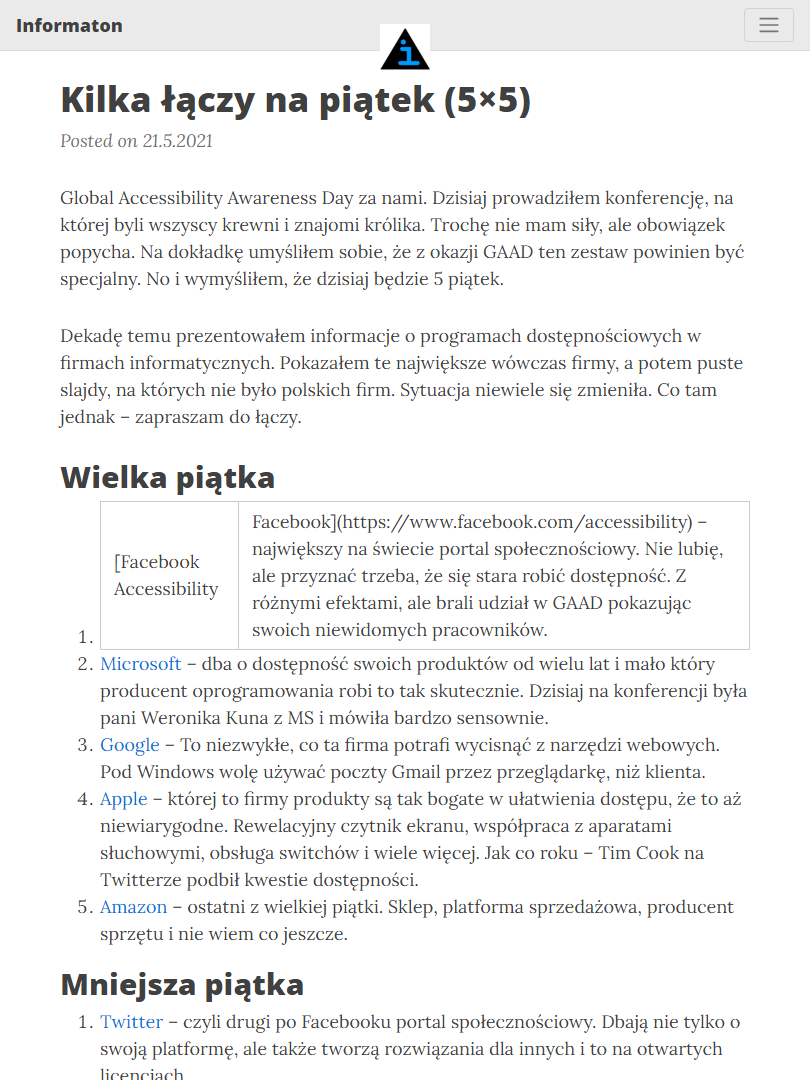 Informaton
i
Kilka łączy na piątek (5×5)
Posted on 21.5.2021
Global Accessibility Awareness Day za nami. Dzisiaj prowadziłem konferencję, na
której byli wszyscy krewni i znajomi królika. Trochę nie mam siły, ale obowiązek
popycha. Na dokładkę umyśliłem sobie, że z okazji GAAD ten zestaw powinien być
specjalny. No i wymyśliłem, że dzisiaj będzie 5 piątek.
Dekadę temu prezentowałem informacje o programach dostępnościowych w
firmach informatycznych. Pokazałem te największe wówczas firmy, a potem puste
slajdy, na których nie było polskich firm. Sytuacja niewiele się zmieniła. Co tam
jednak – zapraszam do łączy.
Wielka piątka
1.
[Facebook
Accessibility
Facebook](https://www.facebook.com/accessibility) –
największy na świecie portal społecznościowy. Nie lubię,
ale przyznać trzeba, że się stara robić dostępność. Z
różnymi efektami, ale brali udział w GAAD pokazując
swoich niewidomych pracowników.
2. Microsoft – dba o dostępność swoich produktów od wielu lat i mało który
producent oprogramowania robi to tak skutecznie. Dzisiaj na konferencji była
pani Weronika Kuna z MS i mówiła bardzo sensownie.
3. Google – To niezwykłe, co ta firma potrafi wycisnąć z narzędzi webowych.
Pod Windows wolę używać poczty Gmail przez przeglądarkę, niż klienta.
4. Apple – której to firmy produkty są tak bogate w ułatwienia dostępu, że to aż
niewiarygodne. Rewelacyjny czytnik ekranu, współpraca z aparatami
słuchowymi, obsługa switchów i wiele więcej. Jak co roku – Tim Cook na
Twitterze podbił kwestie dostępności.
5. Amazon – ostatni z wielkiej piątki. Sklep, platforma sprzedażowa, producent
sprzętu i nie wiem co jeszcze.
Mniejsza piątka
1. Twitter – czyli drugi po Facebooku portal społecznościowy. Dbają nie tylko o
swoją platformę, ale także tworzą rozwiązania dla innych i to na otwartych
licencjach.